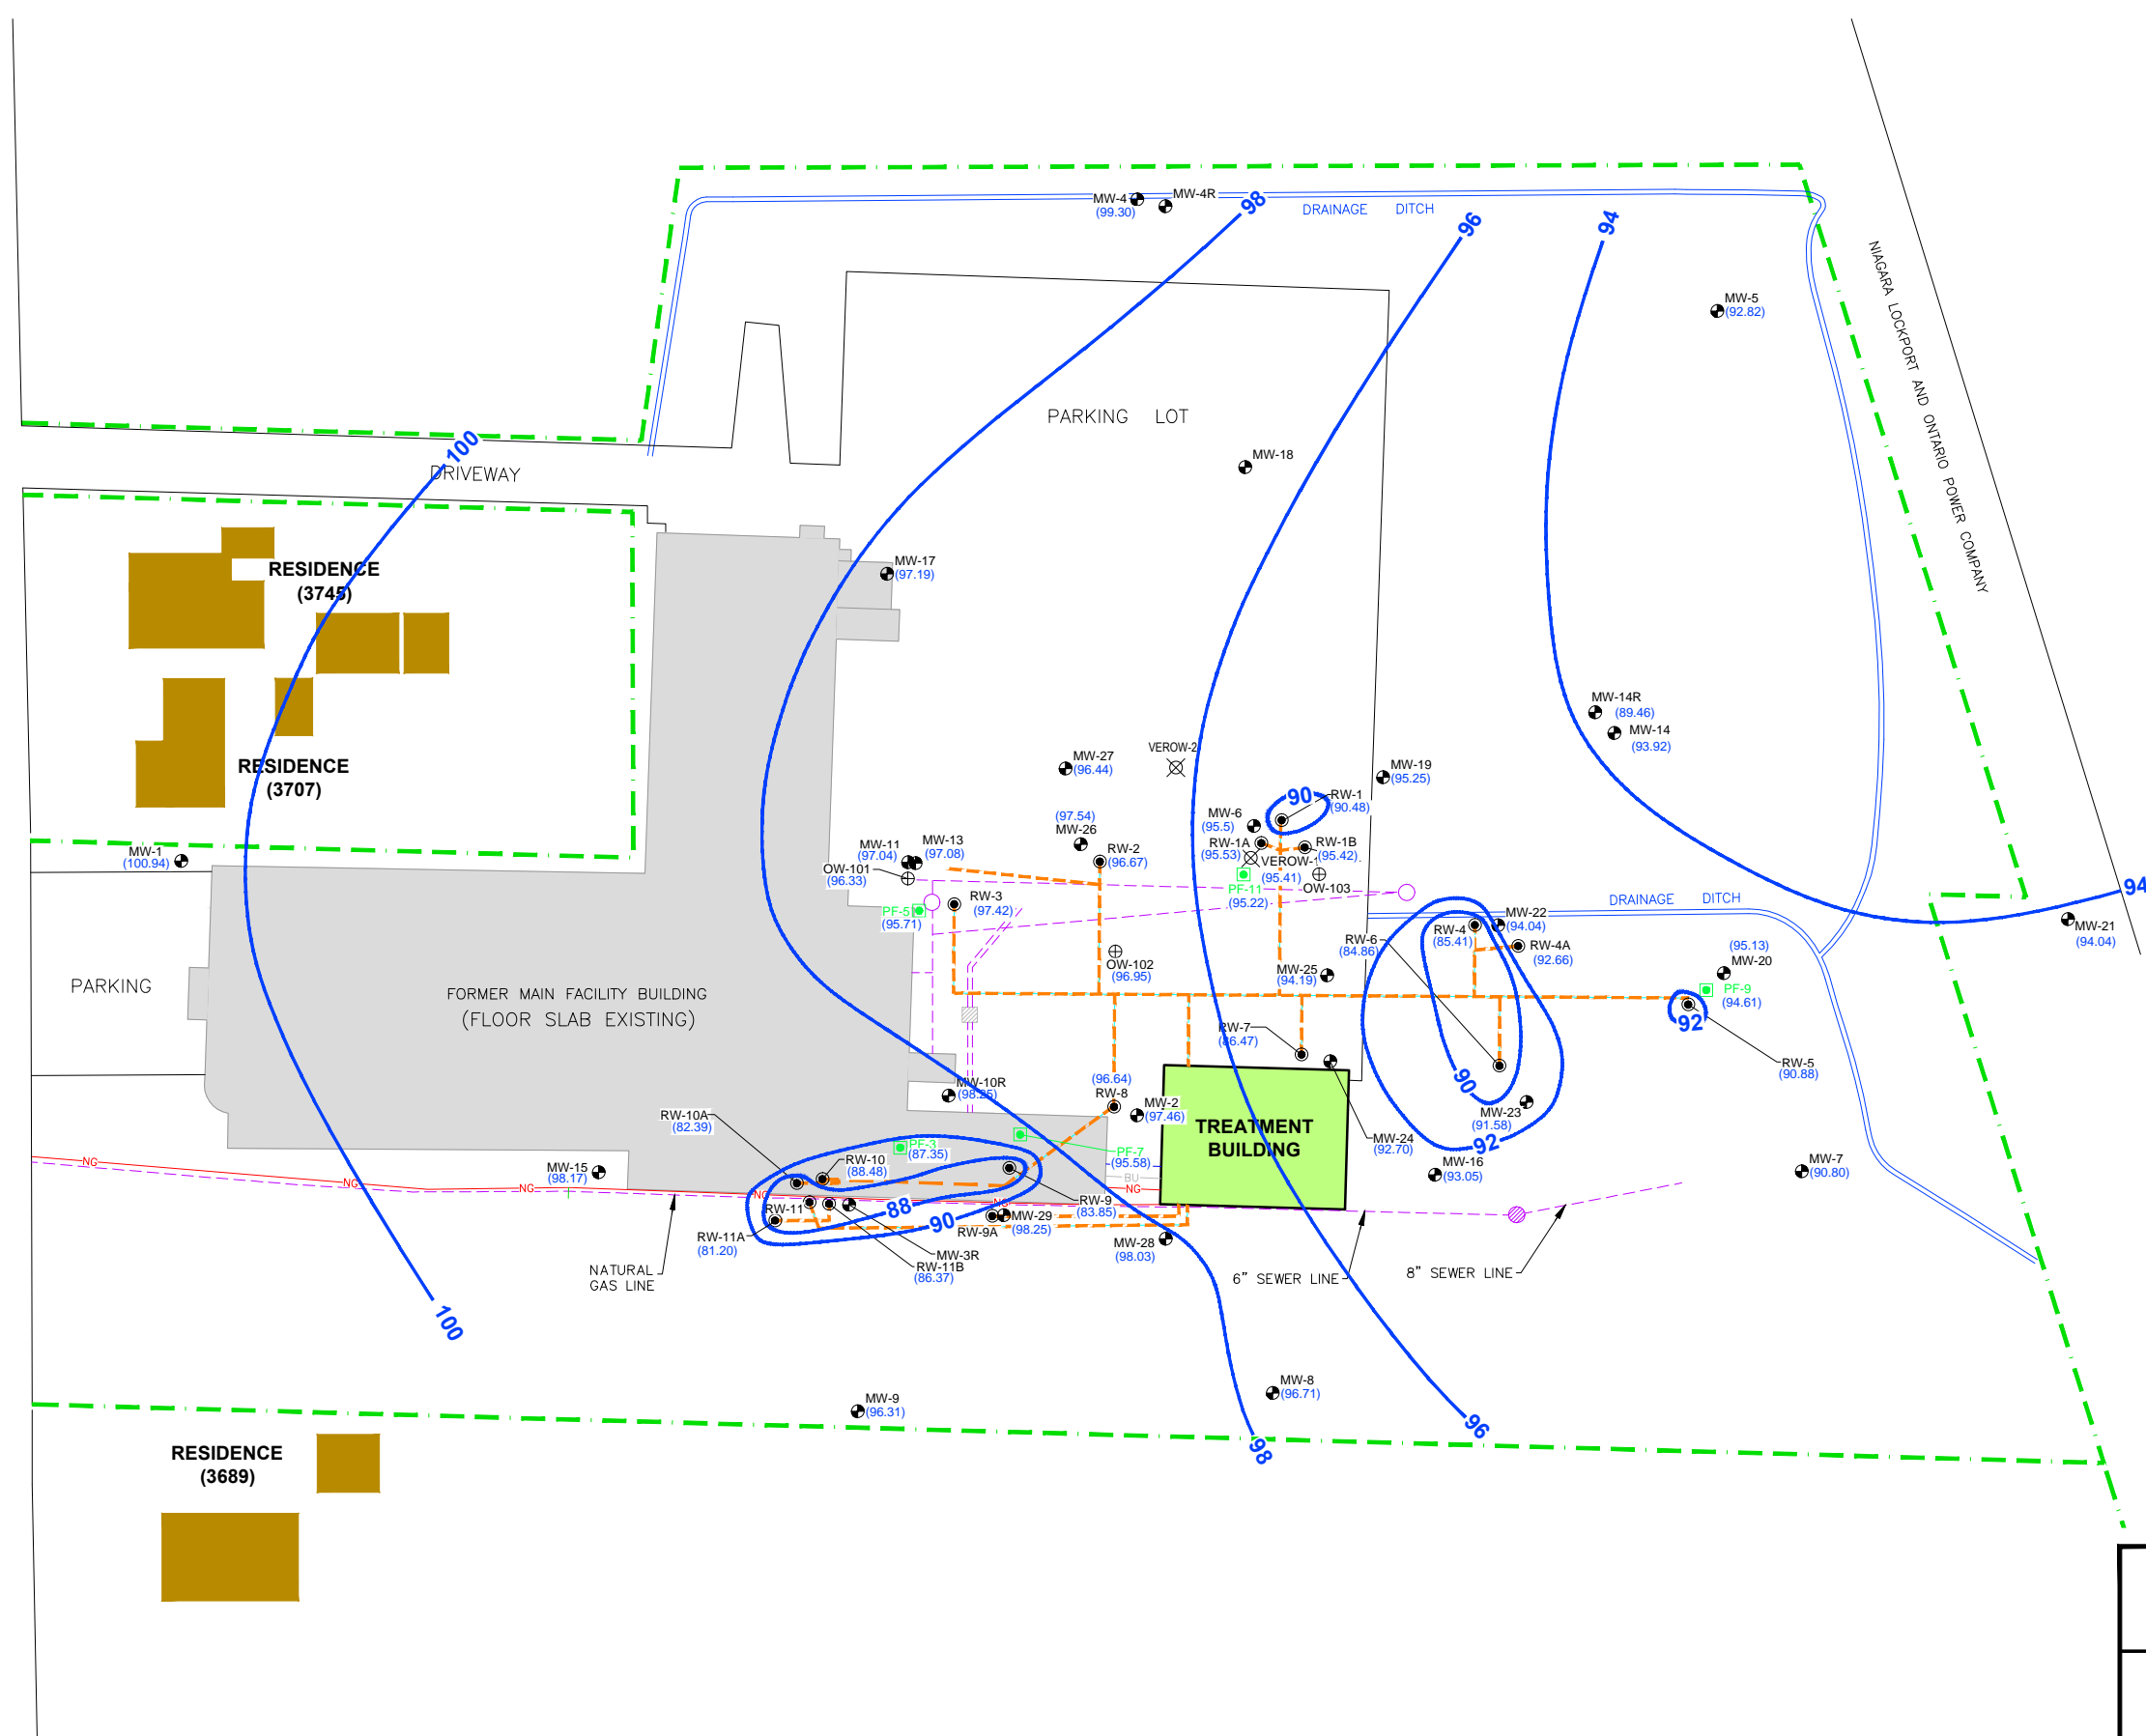 MW-4
(99.30)
MW-4R
98
DRAINAGE DITCH
96
94
NIAGARA LOCKPORT AND ONTARIO POWER COMPANY
MW-5
(92.82)
PARKING LOT
100
DRIVEWAY
MW-18
RESIDENCE
(3745)
MW-17
(97.19)
MW-14R
(89.46)
MW-14
(93.92)
RESIDENCE
(3707)
MW-27
(96.44)
VEROW-2
MW-19
(95.25)
90
RW-1
(90.48)
MW-6
(95.5)
(97.54)
MW-26
RW-2
(96.67)
RW-1A
(95.53)
RW-1B
(95.42)
VEROW-1
(95.41)
OW-103
PF-11
(95.22)
MW-1
(100.94)
MW-11
(97.04)
MW-13
(97.08)
OW-101
(96.33)
RW-3
(97.42)
PF-5
(95.71)
94
MW-21
(94.04)
DRAINAGE DITCH
MW-22
(94.04)
RW-4
(85.41)
RW-6
(84.86)
RW-4A
(92.66)
(95.13)
MW-20
PF-9
(94.61)
92
OW-102
(96.95)
MW-25
(94.19)
PARKING
FORMER MAIN FACILITY BUILDING
(FLOOR SLAB EXISTING)
RW-7
(86.47)
RW-5
(90.88)
MW-10R
(98.25)
(96.64)
RW-8
MW-2
(97.46)
90
MW-23
(91.58)
92
TREATMENT
BUILDING
MW-24
(92.70)
RW-10A
(82.39)
PF-3
(87.35)
PF-7
(95.58)
BU
NG
NG
NG
NG
NG
NG
MW-15
(98.17)
RW-10
(88.48)
MW-16
(93.05)
MW-7
(90.80)
RW-11
88
90
RW-9
(83.85)
MW-29
(98.25)
RW-9A
RW-11A
(81.20)
MW-3R
RW-11B
(86.37)
MW-28
(98.03)
NATURAL
GAS LINE
6" SEWER LINE
8" SEWER LINE
100
MW-8
(96.71)
MW-9
(96.31)
98
96
RESIDENCE
(3689)